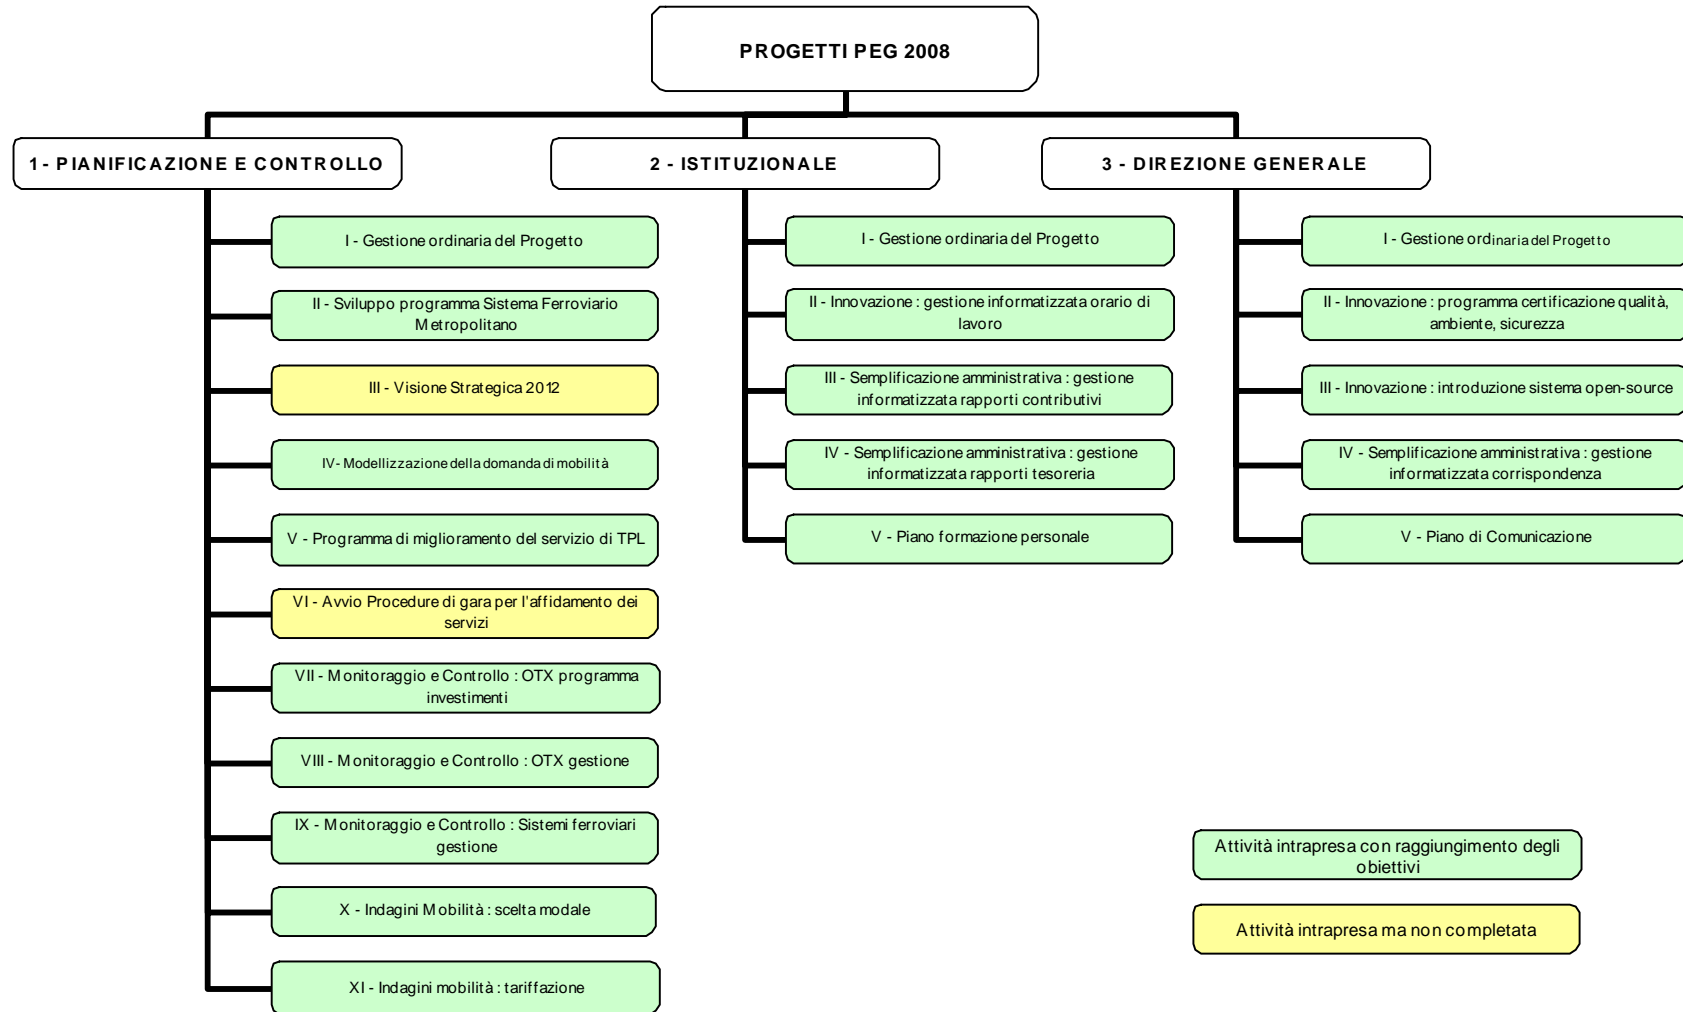 PROGETTI PEG 2008
1 - PIANIFICAZIONE E CONTROLLO
2 - ISTITUZIONALE
3 - DIREZIONE GENERALE
I - Gestione ordinaria del Progetto
II - Sviluppo programma Sistema Ferroviario
Metropolitano
III - Visione Strategica 2012
IV- Modellizzazione della domanda di mobilità
V - Programma di miglioramento del servizio di TPL
VI - Avvio Procedure di gara per l'affidamento dei
servizi
VII - Monitoraggio e Controllo : OTX programma
investimenti
VIII - Monitoraggio e Controllo : OTX gestione
IX - Monitoraggio e Controllo : Sistemi ferroviari
gestione
X - Indagini Mobilità : scelta modale
XI - Indagini mobilità : tariffazione
I - Gestione ordinaria del Progetto
II - Innovazione : gestione informatizzata orario di
lavoro
III - Semplificazione amministrativa : gestione
informatizzata rapporti contributivi
IV - Semplificazione amministrativa : gestione
informatizzata rapporti tesoreria
V - Piano formazione personale
I - Gestione ordinaria del Progetto
II - Innovazione : programma certificazione qualità,
ambiente, sicurezza
III - Innovazione : introduzione sistema open-source
IV - Semplificazione amministrativa : gestione
informatizzata corrispondenza
V - Piano di Comunicazione
Attività intrapresa con raggiungimento degli
obiettivi
Attività intrapresa ma non completata